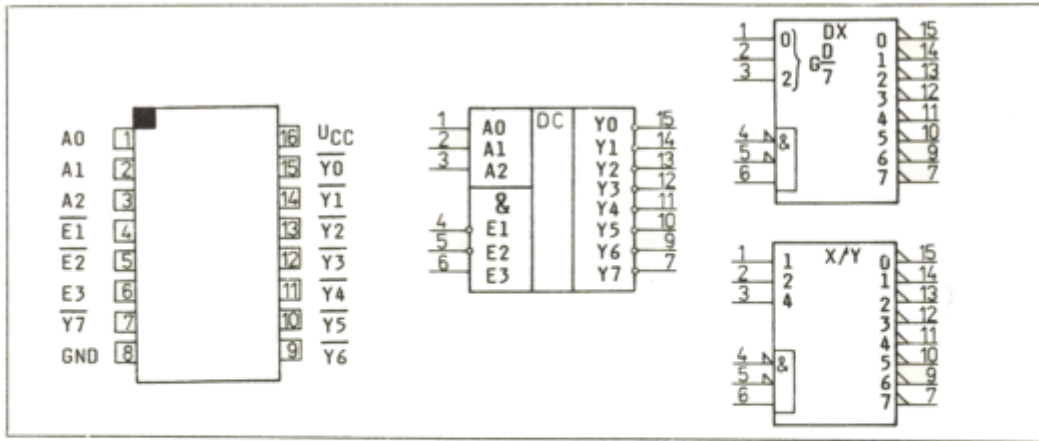 A0 1
A1 2
A2 3
E1 4
E2 5
E3 6
Y7 7
GND 8
16 UCC
15 Y0
14 Y1
13 Y2
12 Y3
11 Y4
10 Y5
9 Y6
DC
1 A0 Y0 15
2 A1 Y1 14
3 A2 Y2 13
Y3 12
& Y4 11
4 E1 Y5 10
5 E2 Y6 9
6 E3 Y7 7
DX
1 0 0 15
2 G D/7 1 14
3 2 2 13
3 12
4 11
4 & 5 10
5 6 9
6 7 7
X/Y
1 1 0 15
2 2 1 14
3 4 2 13
3 12
4 11
4 & 5 10
5 6 9
6 7 7